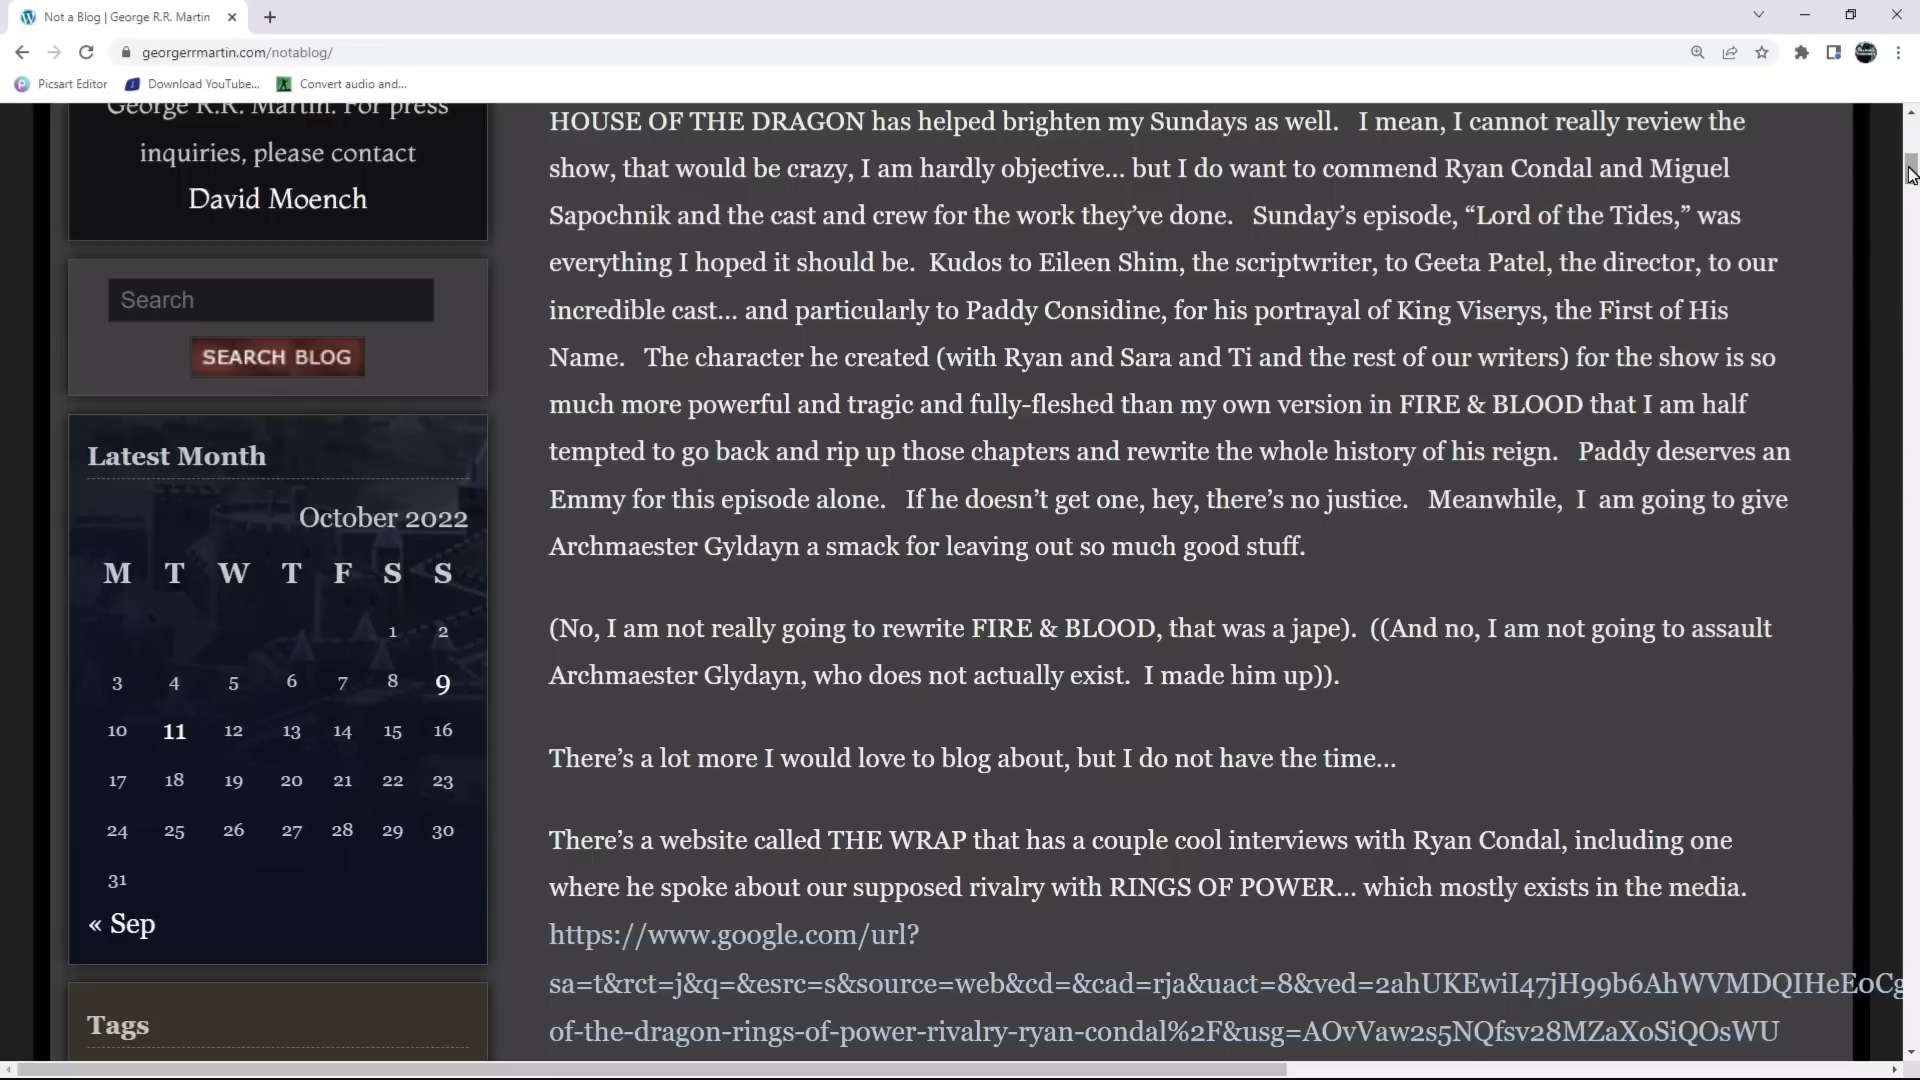 Not a Blog | George R.R. Martin
georgerrmartin.com/notablog/
Picsart Editor
Download YouTube...
Convert audio and...
George R.R. Martin. For press
inquiries, please contact
David Moench
Search
SEARCH BLOG
Latest Month
October 2022
M T W T F S S
1 2
3 4 5 6 7 8 9
10 11 12 13 14 15 16
17 18 19 20 21 22 23
24 25 26 27 28 29 30
31
« Sep
Tags
HOUSE OF THE DRAGON has helped brighten my Sundays as well.   I mean, I cannot really review the
show, that would be crazy, I am hardly objective… but I do want to commend Ryan Condal and Miguel
Sapochnik and the cast and crew for the work they’ve done.   Sunday’s episode, “Lord of the Tides,” was
everything I hoped it should be.  Kudos to Eileen Shim, the scriptwriter, to Geeta Patel, the director, to our
incredible cast… and particularly to Paddy Considine, for his portrayal of King Viserys, the First of His
Name.   The character he created (with Ryan and Sara and Ti and the rest of our writers) for the show is so
much more powerful and tragic and fully-fleshed than my own version in FIRE & BLOOD that I am half
tempted to go back and rip up those chapters and rewrite the whole history of his reign.   Paddy deserves an
Emmy for this episode alone.   If he doesn’t get one, hey, there’s no justice.   Meanwhile,  I  am going to give
Archmaester Gyldayn a smack for leaving out so much good stuff.
(No, I am not really going to rewrite FIRE & BLOOD, that was a jape).  ((And no, I am not going to assault
Archmaester Glydayn, who does not actually exist.  I made him up)).
There’s a lot more I would love to blog about, but I do not have the time…
There’s a website called THE WRAP that has a couple cool interviews with Ryan Condal, including one
where he spoke about our supposed rivalry with RINGS OF POWER… which mostly exists in the media.
https://www.google.com/url?
sa=t&rct=j&q=&esrc=s&source=web&cd=&cad=rja&uact=8&ved=2ahUKEwiI47jH99b6AhWVMDQIHeEoCg
of-the-dragon-rings-of-power-rivalry-ryan-condal%2F&usg=AOvVaw2s5NQfsv28MZaXoSiQOsWU